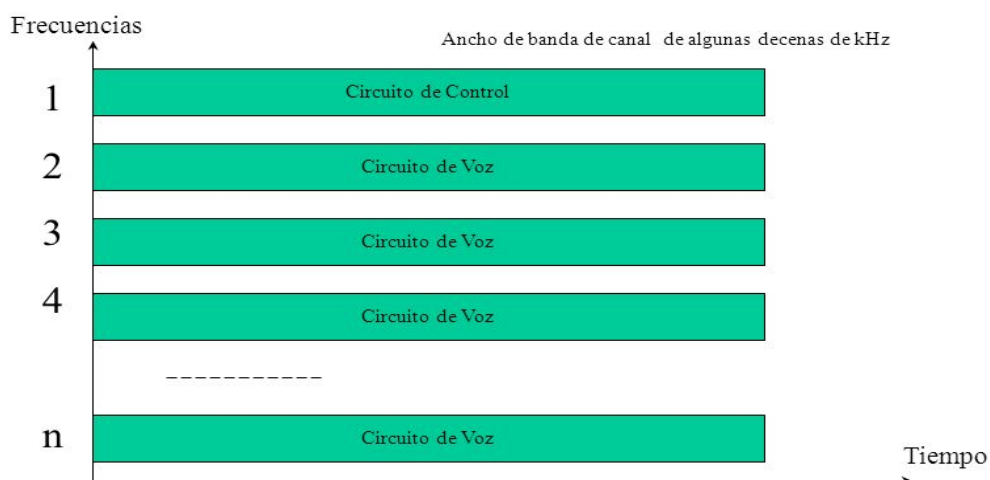 Frecuencias
Ancho de banda de canal de algunas decenas de kHz
1
Circuito de Control
2
Circuito de Voz
3
Circuito de Voz
4
Circuito de Voz
n
Circuito de Voz
Tiempo